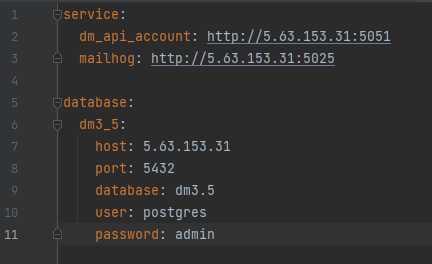 1 service:
2   dm_api_account: http://5.63.153.31:5051
3   mailhog: http://5.63.153.31:5025
4
5 database:
6   dm3_5:
7     host: 5.63.153.31
8     port: 5432
9     database: dm3.5
10     user: postgres
11     password: admin